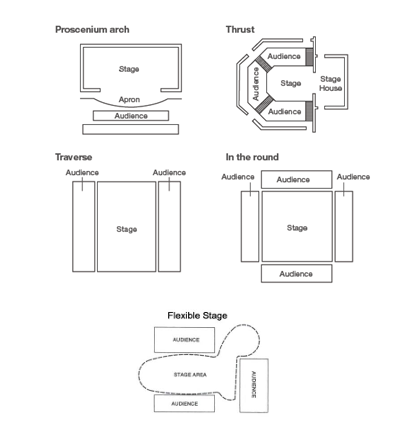 Proscenium arch
Stage
Apron
Audience
Thrust
Audience
Audience
Stage
Stage
House
Audience
Traverse
Audience
Audience
Stage
In the round
Audience
Audience
Audience
Stage
Audience
Flexible Stage
AUDIENCE
STAGE AREA
AUDIENCE
AUDIENCE